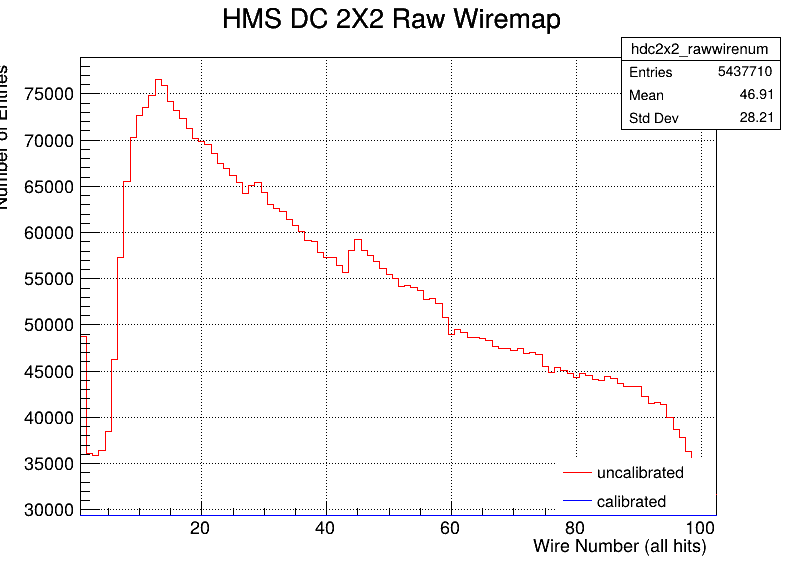 HMS DC 2X2 Raw Wiremap
hdc2x2_rawwirenum
Entries 5437710
Mean 46.91
Std Dev 28.21
Number of Entries
75000
70000
65000
60000
55000
50000
45000
40000
35000
30000
uncalibrated
calibrated
20 40 60 80 100
Wire Number (all hits)